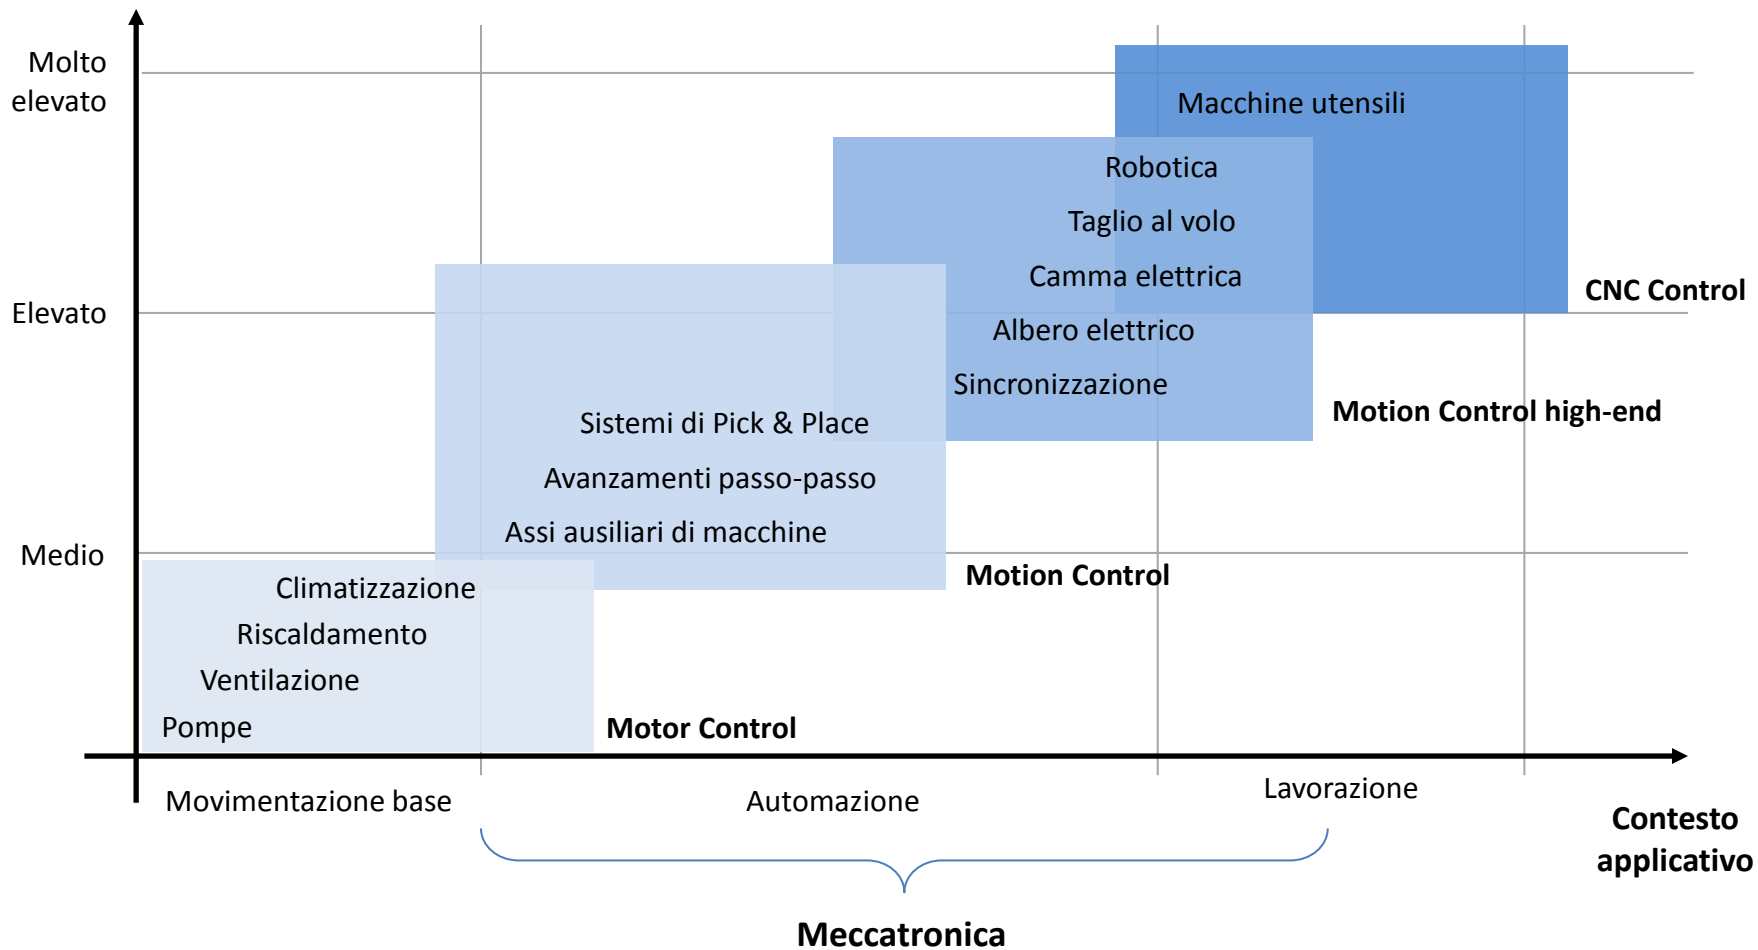 Molto
elevato
Macchine utensili
Robotica
Taglio al volo
Camma elettrica
CNC Control
Elevato
Albero elettrico
Sincronizzazione
Motion Control high-end
Sistemi di Pick & Place
Avanzamenti passo-passo
Assi ausiliari di macchine
Medio
Motion Control
Climatizzazione
Riscaldamento
Ventilazione
Pompe
Motor Control
Movimentazione base
Automazione
Lavorazione
Contesto
applicativo
Meccatronica